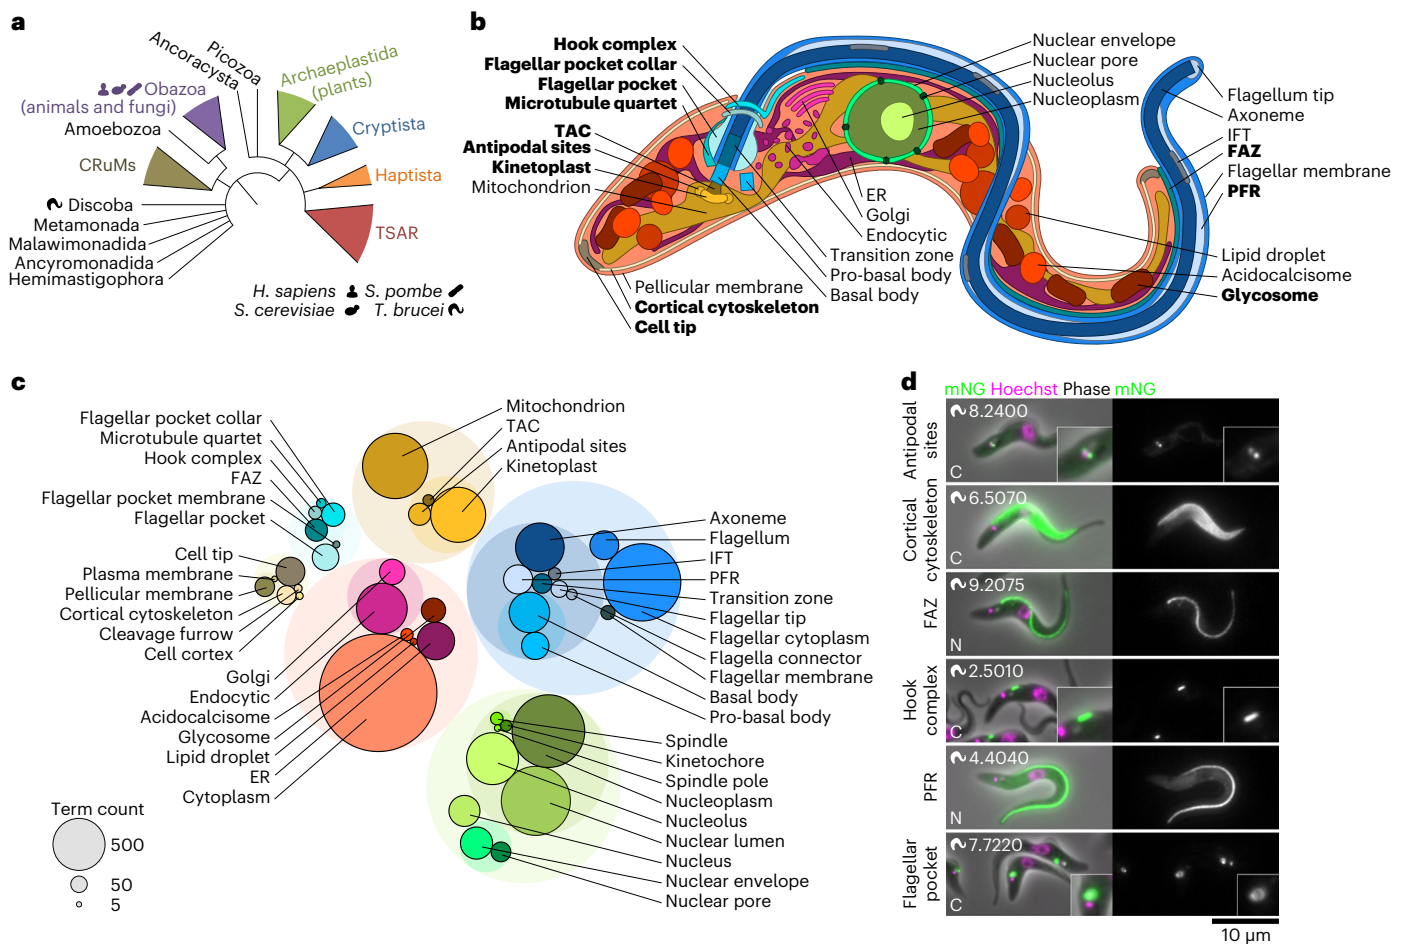 a
Ancoracysta
Picozoa
Archaeplastida
(plants)
Obazoa
(animals and fungi)
Amoebozoa
Cryptista
CRuMs
Haptista
Discoba
Metamonada
Malawimonadida
Ancyromonadida
Hemimastigophora
TSAR
H. sapiens S. pombe
S. cerevisiae T. brucei
b
Hook complex
Flagellar pocket collar
Flagellar pocket
Microtubule quartet
TAC
Antipodal sites
Kinetoplast
Mitochondrion
Nuclear envelope
Nuclear pore
Nucleolus
Nucleoplasm
Flagellum tip
Axoneme
IFT
FAZ
Flagellar membrane
PFR
ER
Golgi
Endocytic
Transition zone
Pro-basal body
Basal body
Lipid droplet
Acidocalcisome
Glycosome
Pellicular membrane
Cortical cytoskeleton
Cell tip
c
Flagellar pocket collar
Microtubule quartet
Hook complex
FAZ
Flagellar pocket membrane
Flagellar pocket
Cell tip
Plasma membrane
Pellicular membrane
Cortical cytoskeleton
Cleavage furrow
Cell cortex
Golgi
Endocytic
Acidocalcisome
Glycosome
Lipid droplet
ER
Cytoplasm
Mitochondrion
TAC
Antipodal sites
Kinetoplast
Axoneme
Flagellum
IFT
PFR
Transition zone
Flagellar tip
Flagellar cytoplasm
Flagella connector
Flagellar membrane
Basal body
Pro-basal body
Spindle
Kinetochore
Spindle pole
Nucleoplasm
Nucleolus
Nuclear lumen
Nucleus
Nuclear envelope
Nuclear pore
Term count
500
50
5
d
mNG Hoechst Phase mNG
Antipodal
sites
8.2400
C
Cortical
cytoskeleton
6.5070
C
FAZ
9.2075
N
Hook
complex
2.5010
C
PFR
4.4040
N
Flagellar
pocket
7.7220
C
10 µm